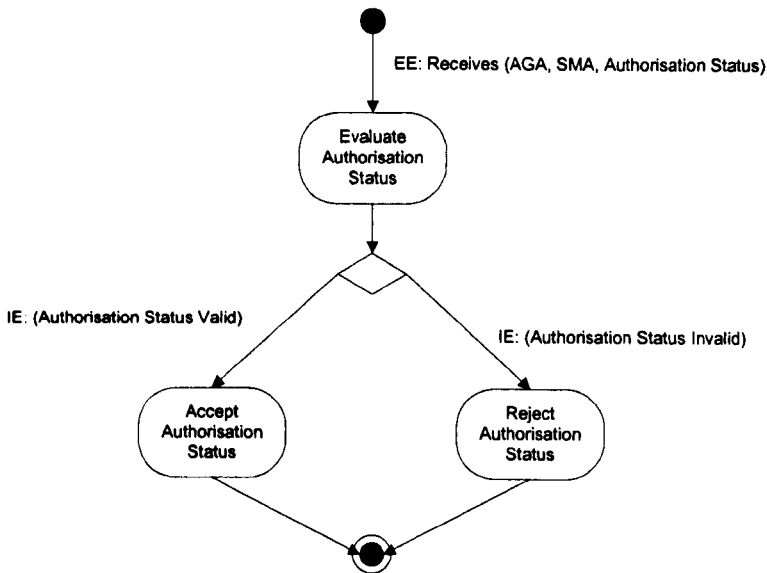 EE: Receives (AGA, SMA, Authorisation Status)
Evaluate
Authorisation
Status
IE: (Authorisation Status Valid)
IE: (Authorisation Status Invalid)
Accept
Authorisation
Status
Reject
Authorisation
Status